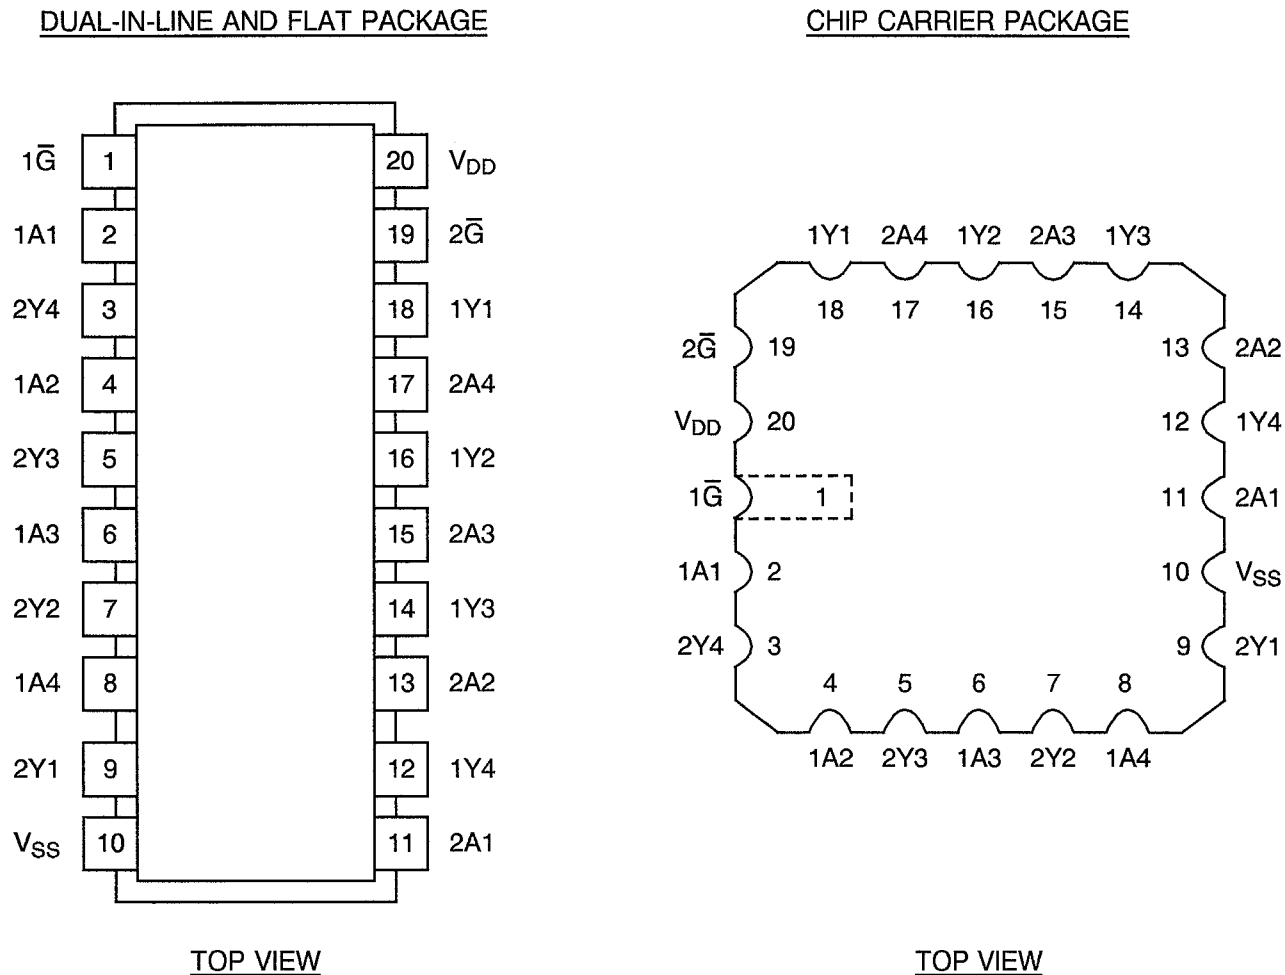 DUAL-IN-LINE AND FLAT PACKAGE
1G̅ 1 20 VDD
1A1 2 19 2G̅
2Y4 3 18 1Y1
1A2 4 17 2A4
2Y3 5 16 1Y2
1A3 6 15 2A3
2Y2 7 14 1Y3
1A4 8 13 2A2
2Y1 9 12 1Y4
VSS 10 11 2A1
TOP VIEW
CHIP CARRIER PACKAGE
1Y1 2A4 1Y2 2A3 1Y3
18 17 16 15 14
2G̅ 19 13 2A2
VDD 20 12 1Y4
1G̅ 1 11 2A1
1A1 2 10 VSS
2Y4 3 9 2Y1
4 5 6 7 8
1A2 2Y3 1A3 2Y2 1A4
TOP VIEW